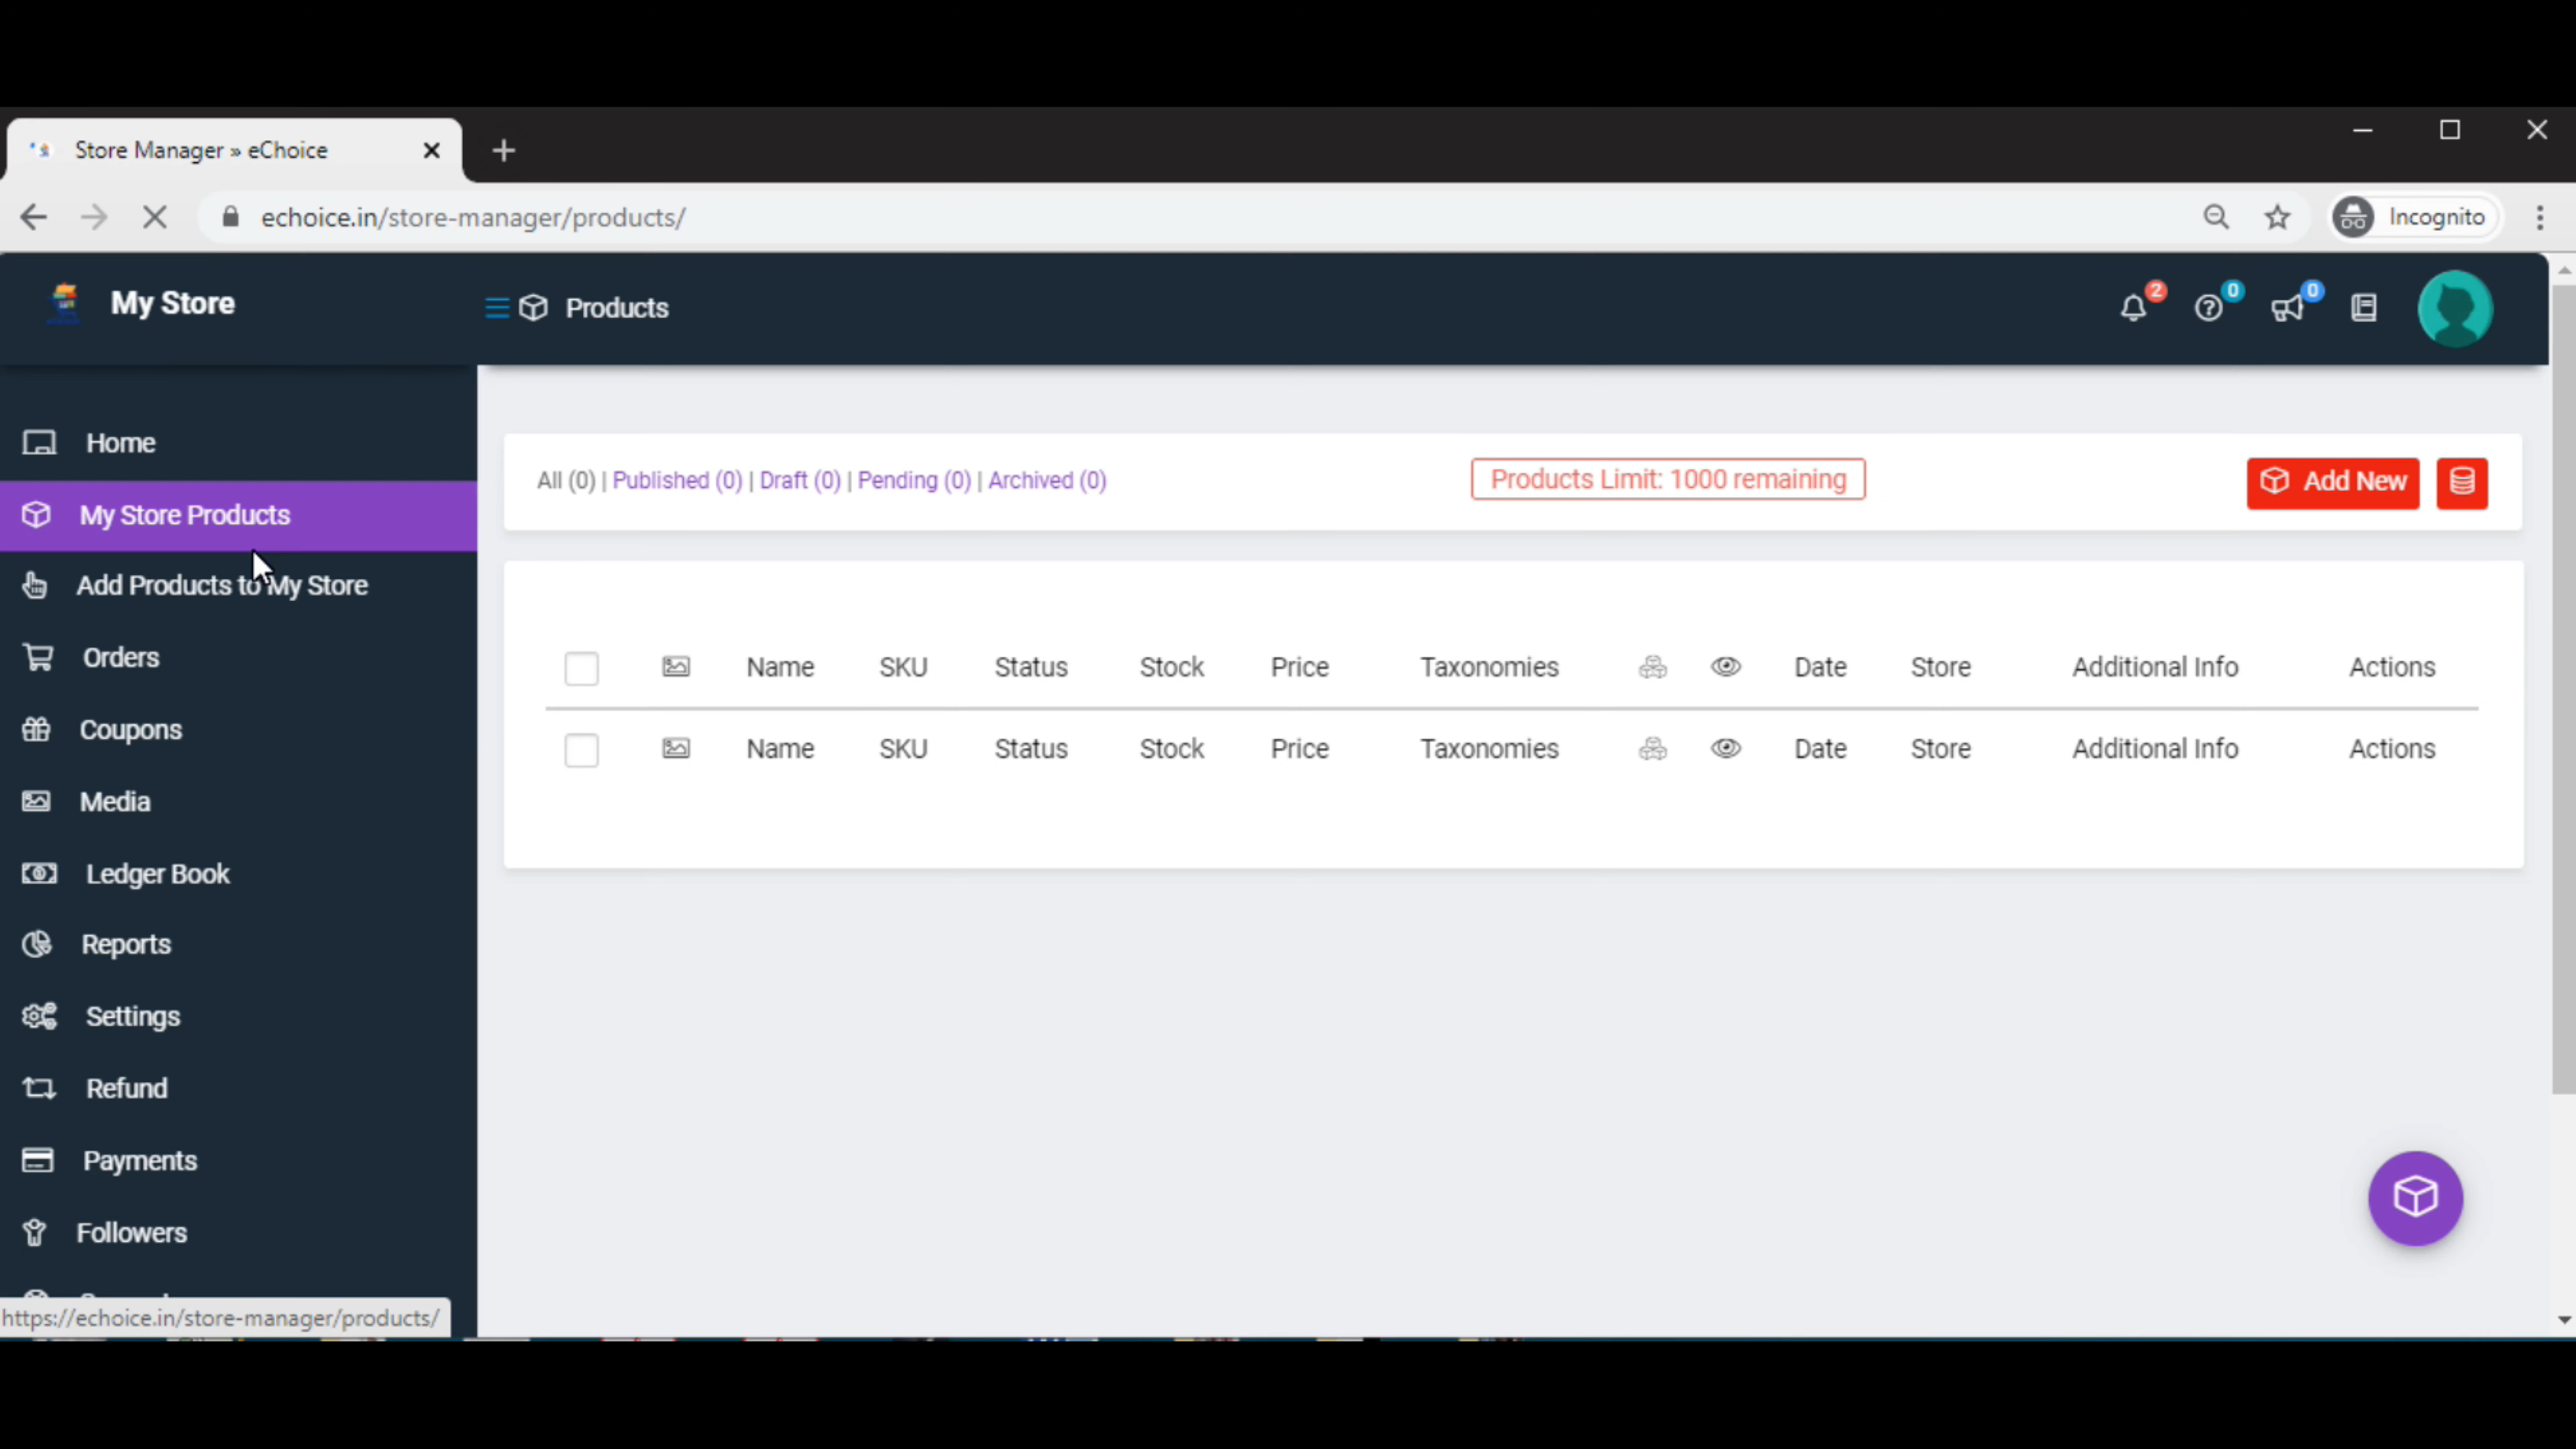 Store Manager » eChoice
echoice.in/store-manager/products/
Incognito
My Store
Products
2
0
0
Home
My Store Products
Add Products to My Store
Orders
Coupons
Media
Ledger Book
Reports
Settings
Refund
Payments
Followers
All (0) | Published (0) | Draft (0) | Pending (0) | Archived (0)
Products Limit: 1000 remaining
Add New
Name SKU Status Stock Price Taxonomies Date Store Additional Info Actions
Name SKU Status Stock Price Taxonomies Date Store Additional Info Actions
https://echoice.in/store-manager/products/